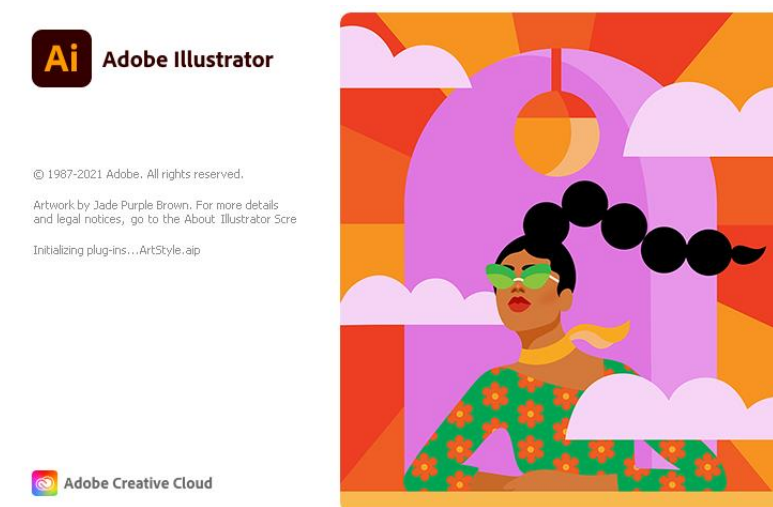 Ai Adobe Illustrator
© 1987-2021 Adobe. All rights reserved.
Artwork by Jade Purple Brown. For more details
and legal notices, go to the About Illustrator Scre
Initializing plug-ins...ArtStyle.aip
Adobe Creative Cloud